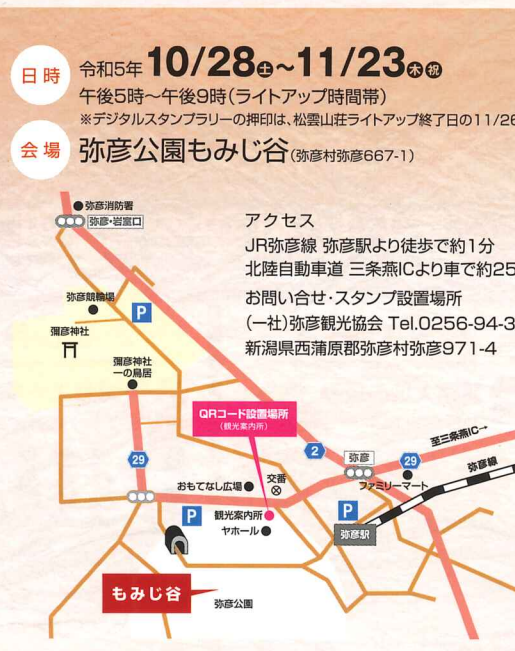 日時
令和5年 10/28土～11/23木祝
午後5時～午後9時(ライトアップ時間帯)
※デジタルスタンプラリーの押印は、松雲山荘ライトアップ終了日の11/26
会場
弥彦公園もみじ谷(弥彦村弥彦667-1)
アクセス
JR弥彦線 弥彦駅より徒歩で約1分
北陸自動車道 三条燕ICより車で約25
お問い合せ・スタンプ設置場所
(一社)弥彦観光協会 Tel.0256-94-3
新潟県西蒲原郡弥彦村弥彦971-4
弥彦消防署
弥彦・岩室口
弥彦競輪場
P
彌彦神社
彌彦神社
一の鳥居
QRコード設置場所
(観光案内所)
29
2
弥彦
29
至三条燕IC→
弥彦線
ファミリーマート
おもてなし広場
交番
P
観光案内所
P
ヤホール
弥彦駅
もみじ谷
弥彦公園